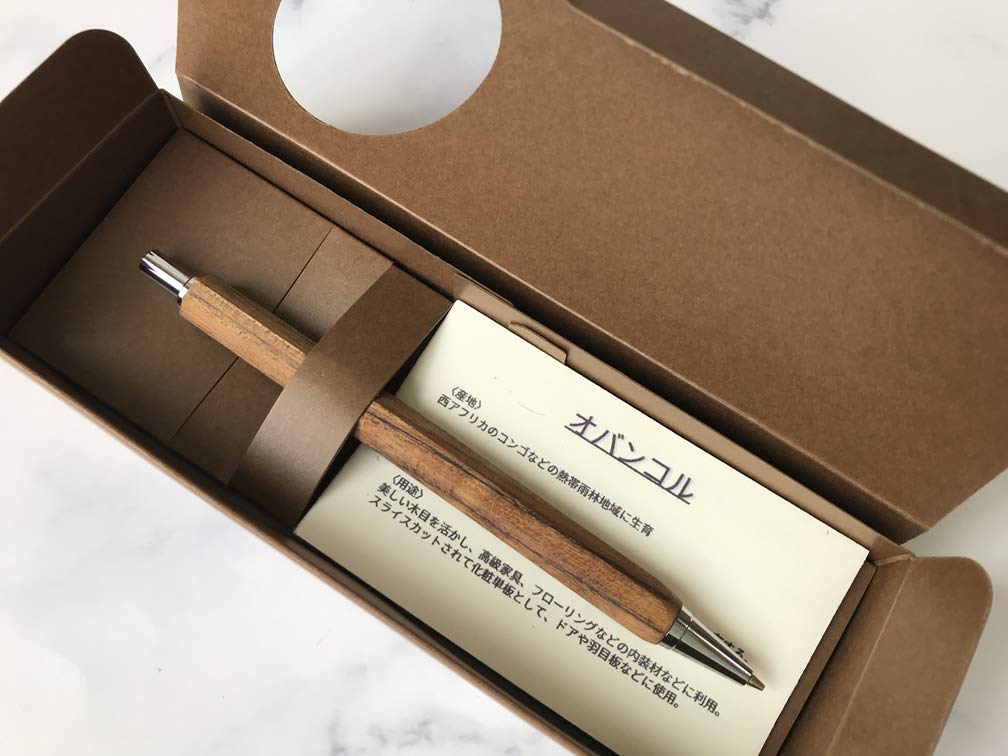 オバンコル
〈産地〉
西アフリカのコンゴなどの熱帯雨林地域に生育
〈用途〉
美しい木目を活かし、高級家具、フローリングなどの内装材などに利用。
スライスカットされて化粧単板として、ドアや羽目板などに使用。